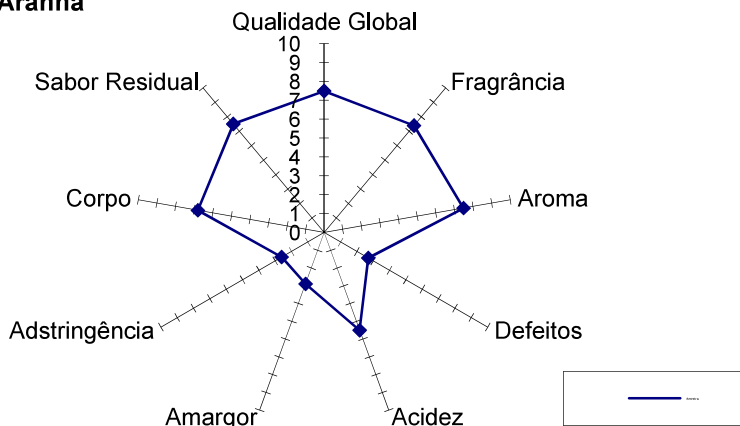 Aranha
Qualidade Global
10
9
8
7
6
5
4
3
2
1
0
Fragrância
Aroma
Defeitos
Acidez
Amargor
Adstringência
Corpo
Sabor Residual